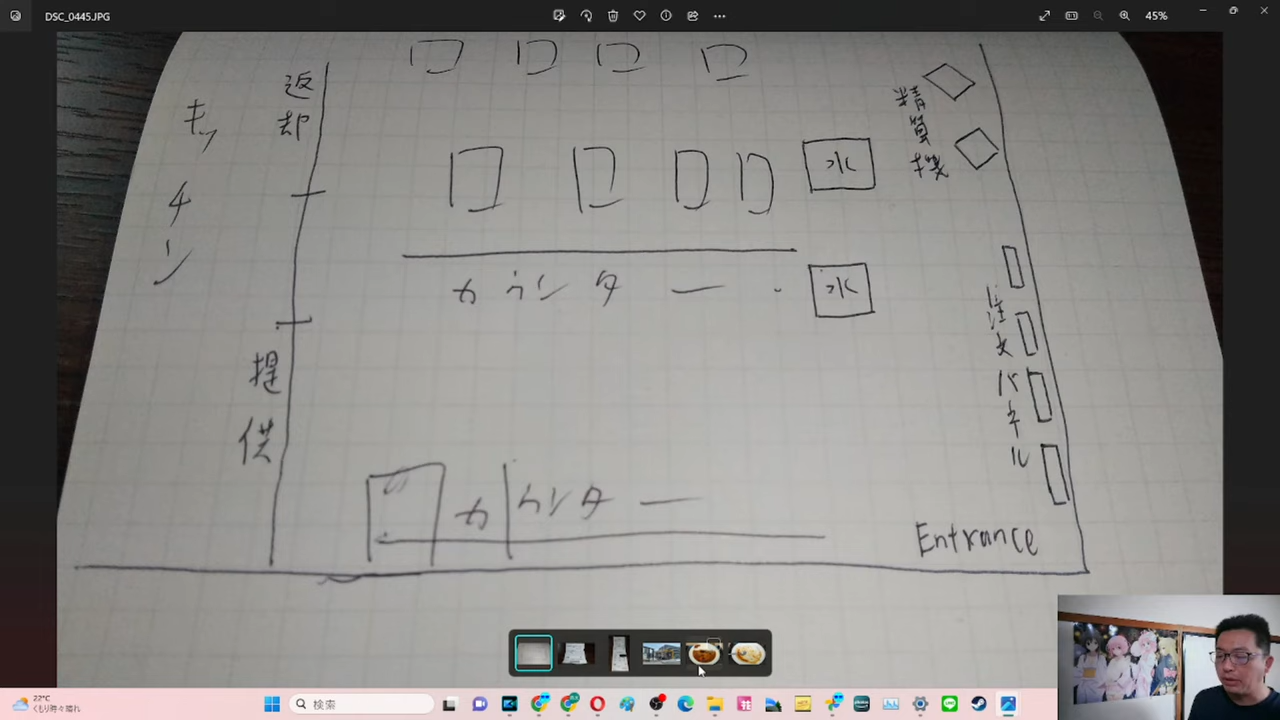 DSC_0445.JPG
45%
返却
キッチン
精算機
水
カウンター
水
注文パネル
提供
カウンター
Entrance
22°C
くもり時々晴れ
検索